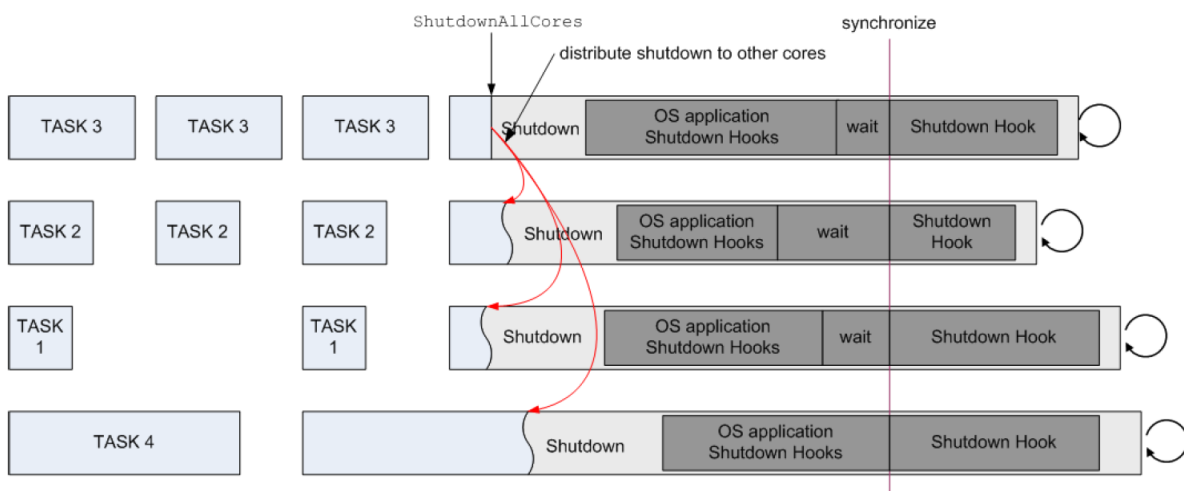 ShutdownAllCores
synchronize
distribute shutdown to other cores
TASK 3
TASK 3
TASK 3
Shutdown
OS application
Shutdown Hooks
wait
Shutdown Hook
TASK 2
TASK 2
TASK 2
Shutdown
OS application
Shutdown Hooks
wait
Shutdown
Hook
TASK
1
TASK
1
Shutdown
OS application
Shutdown Hooks
wait
Shutdown Hook
TASK 4
Shutdown
OS application
Shutdown Hooks
Shutdown Hook